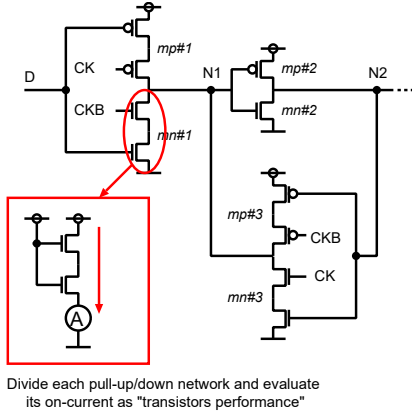 mp#1
D
CK
CKB
mn#1
N1
mp#2
mn#2
N2
mp#3
CKB
CK
mn#3
A
Divide each pull-up/down network and evaluate
its on-current as "transistors performance"